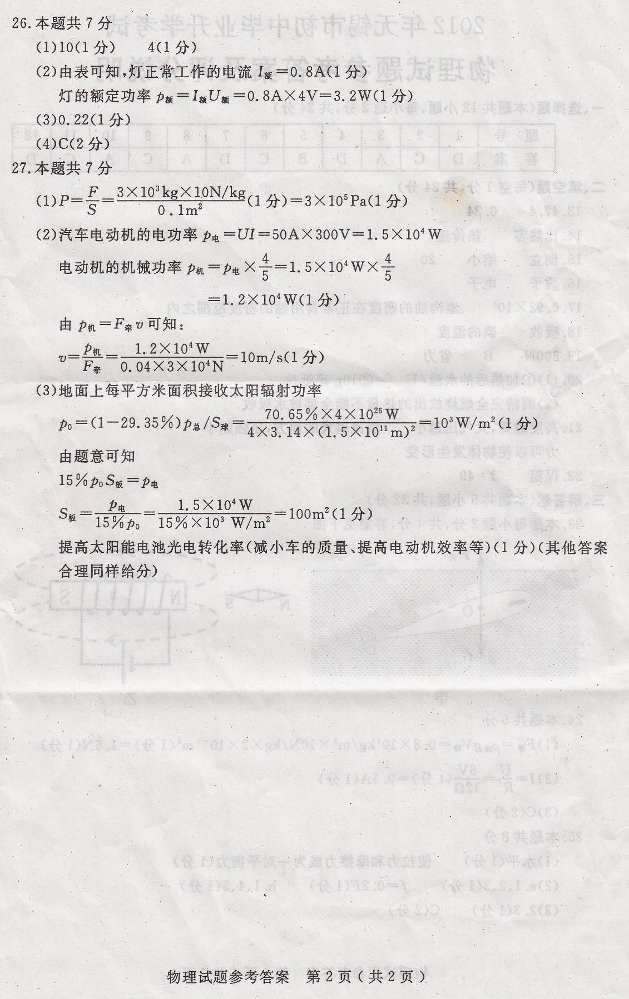 26.本题共7分
(1)10(1分)  4(1分)
(2)由表可知,灯正常工作的电流 I额=0.8A(1分)
灯的额定功率 p额=I额U额=0.8A×4V=3.2W(1分)
(3)0.22(1分)
(4)C(2分)
27.本题共7分
(1)P=F/S=3×10³kg×10N/kg/0.1m²(1分)=3×10⁵Pa(1分)
(2)汽车电动机的电功率 p电=UI=50A×300V=1.5×10⁴W
电动机的机械功率 p机=p电×4/5=1.5×10⁴W×4/5
=1.2×10⁴W(1分)
由 p机=F牵v可知:
v=p机/F牵=1.2×10⁴W/0.04×3×10⁴N=10m/s(1分)
(3)地面上每平方米面积接收太阳辐射功率
p₀=(1-29.35%)p总/S球=70.65%×4×10²⁶W/4×3.14×(1.5×10¹¹m)²=10³W/m²(1分)
由题意可知
15%p₀S板=p电
S板=p电/15%p₀=1.5×10⁴W/15%×10³ W/m²=100m²(1分)
提高太阳能电池光电转化率(减小车的质量、提高电动机效率等)(1分)(其他答案
合理同样给分)
物理试题参考答案 第2页(共2页)